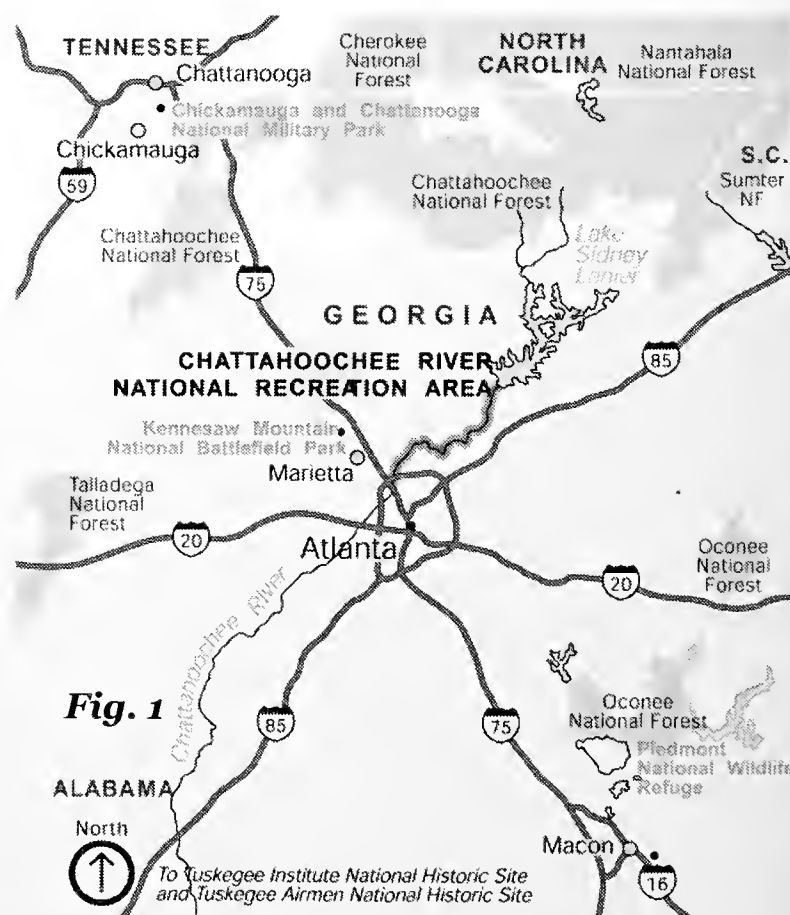 TENNESSEE
Chattanooga
Chickamauga and Chattanooga
National Military Park
Chickamauga
59
Cherokee
National
Forest
NORTH
CAROLINA
Nantahala
National Forest
S.C.
Sumter
NF
Chattahoochee
National Forest
Chattahoochee
National Forest
Lake
Sidney
Lanier
75
GEORGIA
85
CHATTAHOOCHEE RIVER
NATIONAL RECREATION AREA
Kennesaw Mountain
National Battlefield Park
Marietta
Talladega
National
Forest
20
Atlanta
Oconee
National
Forest
20
Chattahoochee River
Fig. 1
85
75
Oconee
National Forest
Piedmont
National Wildlife
Refuge
ALABAMA
North
Macon
16
To Tuskegee Institute National Historic Site
and Tuskegee Airmen National Historic Site